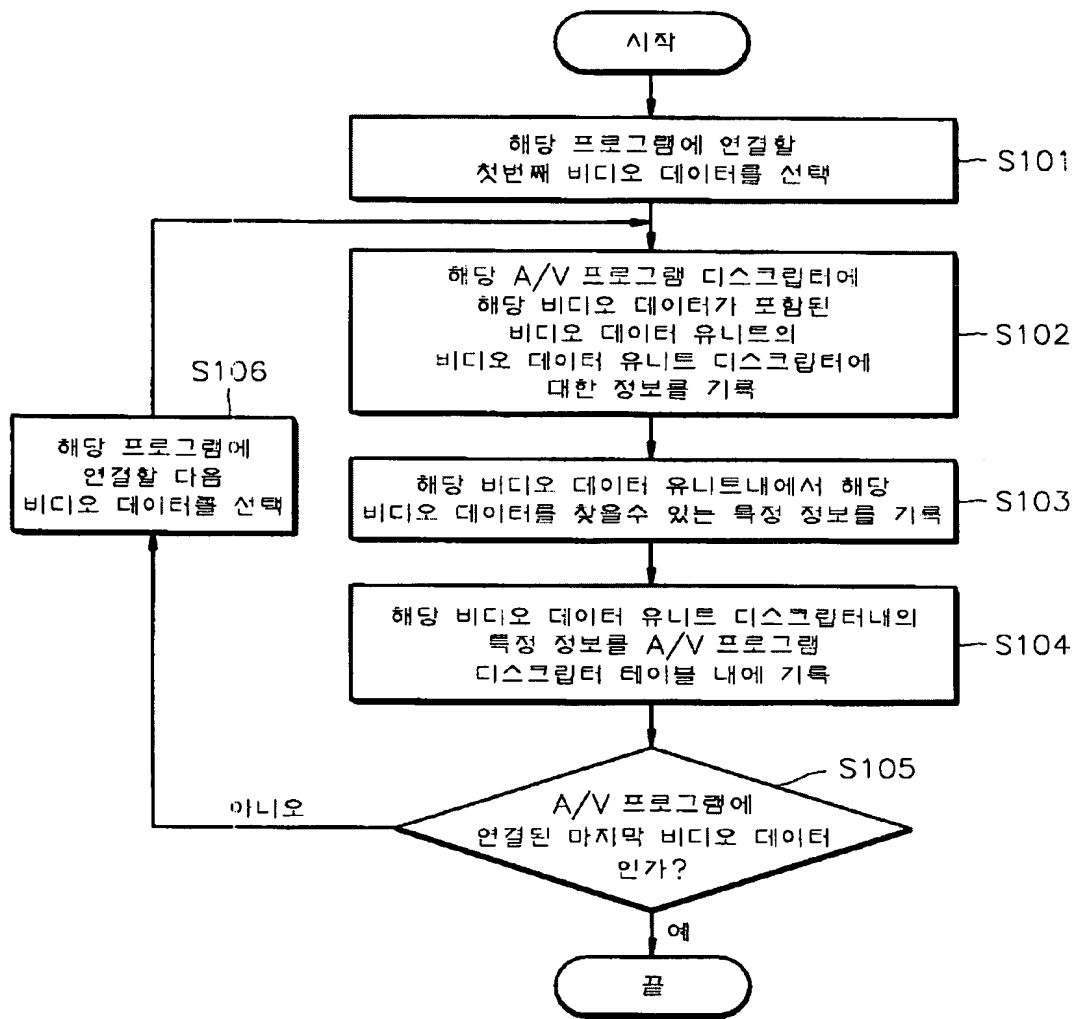 시작
해당 프로그램에 연결할
첫번째 비디오 데이터를 선택
S101
해당 A/V 프로그램 디스크립터에
해당 비디오 데이터가 포함된
비디오 데이터 유니트의
비디오 데이터 유니트 디스크립터에
대한 정보를 기록
S102
S106
해당 프로그램에
연결할 다음
비디오 데이터를 선택
해당 비디오 데이터 유니트내에서 해당
비디오 데이터를 찾을수 있는 특정 정보를 기록
S103
해당 비디오 데이터 유니트 디스크립터내의
특정 정보를 A/V 프로그램
디스크립터 테이블 내에 기록
S104
S105
A/V 프로그램에
연결된 마지막 비디오 데이터
인가?
아니오
예
끝